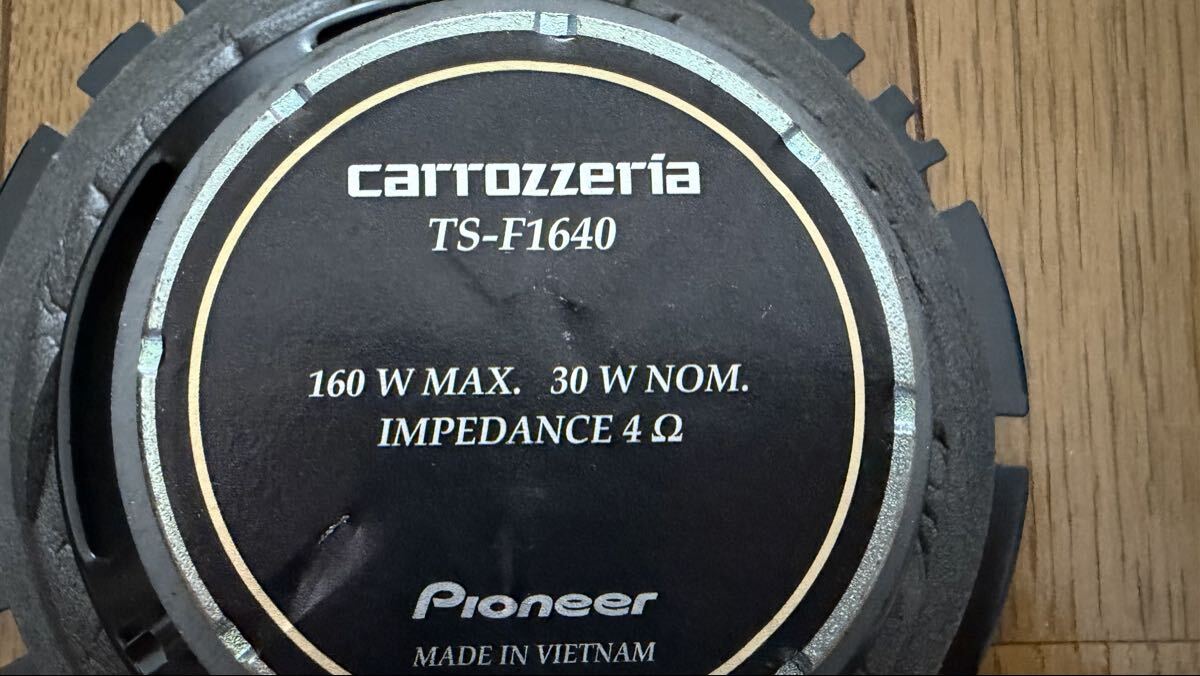 carrozzeria
TS-F1640
160 W MAX. 30 W NOM.
IMPEDANCE 4 Ω
Pioneer
MADE IN VIETNAM